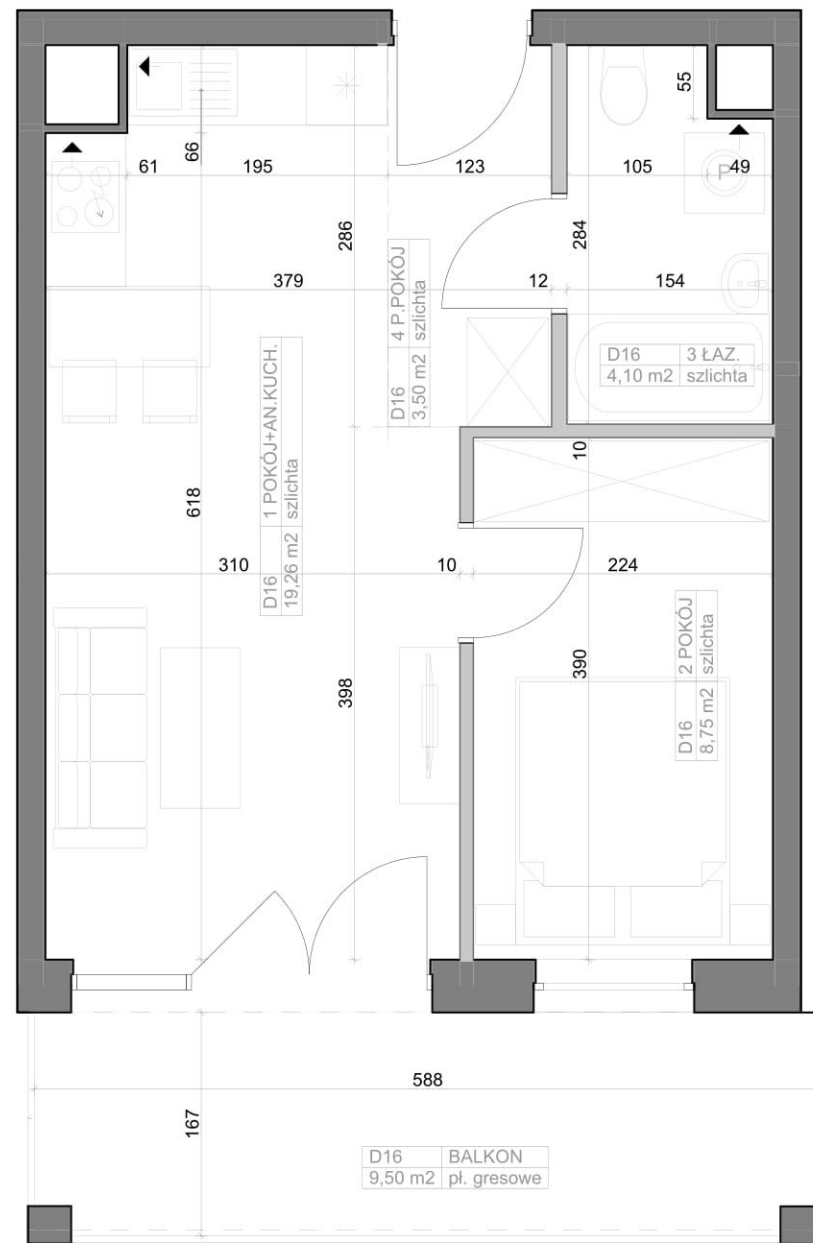 55
66
61
195
123
105
P
49
286
284
379
12
154
D16 4 P.POKÓJ
3,50 m2 szlichta
D16 3 ŁAZ.
4,10 m2 szlichta
D16 1 POKÓJ+AN.KUCH.
19,26 m2 szlichta
10
618
310
10
224
D16 2 POKÓJ
8,75 m2 szlichta
390
398
588
167
D16 BALKON
9,50 m2 pł. gresowe